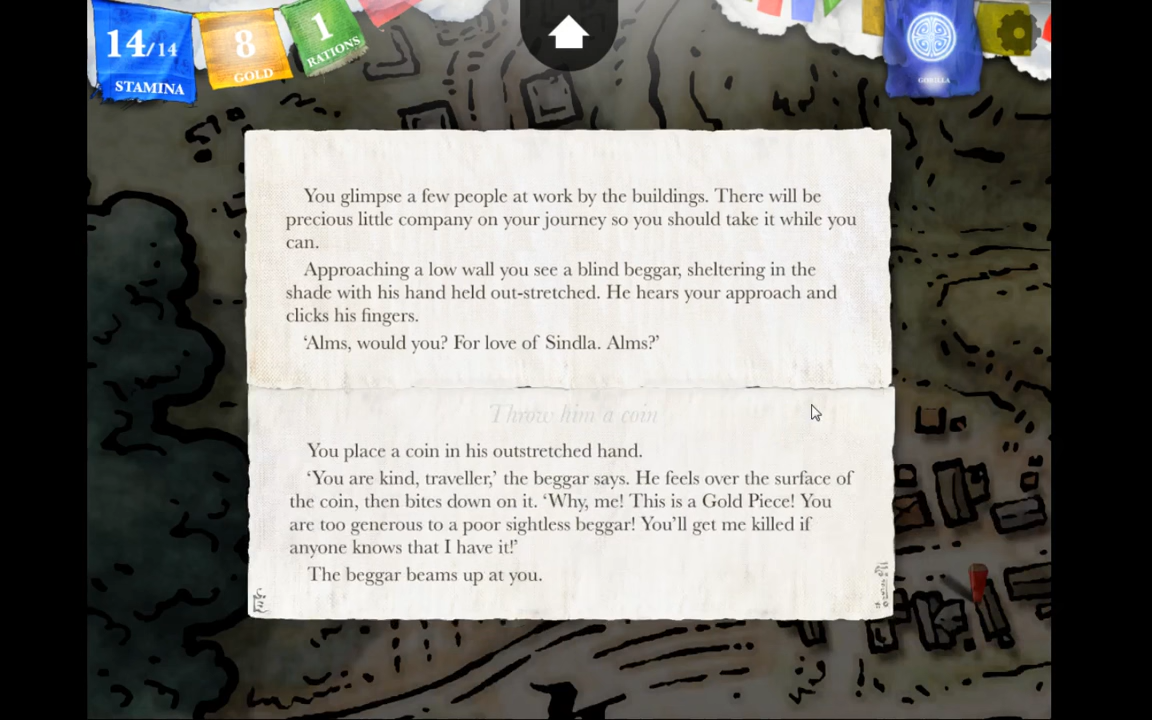 14/14
STAMINA
8
GOLD
1
RATIONS
GORILLA
You glimpse a few people at work by the buildings. There will be
precious little company on your journey so you should take it while you
can.
Approaching a low wall you see a blind beggar, sheltering in the
shade with his hand held out-stretched. He hears your approach and
clicks his fingers.
‘Alms, would you? For love of Sindla. Alms?’
Throw him a coin
You place a coin in his outstretched hand.
‘You are kind, traveller,’ the beggar says. He feels over the surface of
the coin, then bites down on it. ‘Why, me! This is a Gold Piece! You
are too generous to a poor sightless beggar! You’ll get me killed if
anyone knows that I have it!’
The beggar beams up at you.